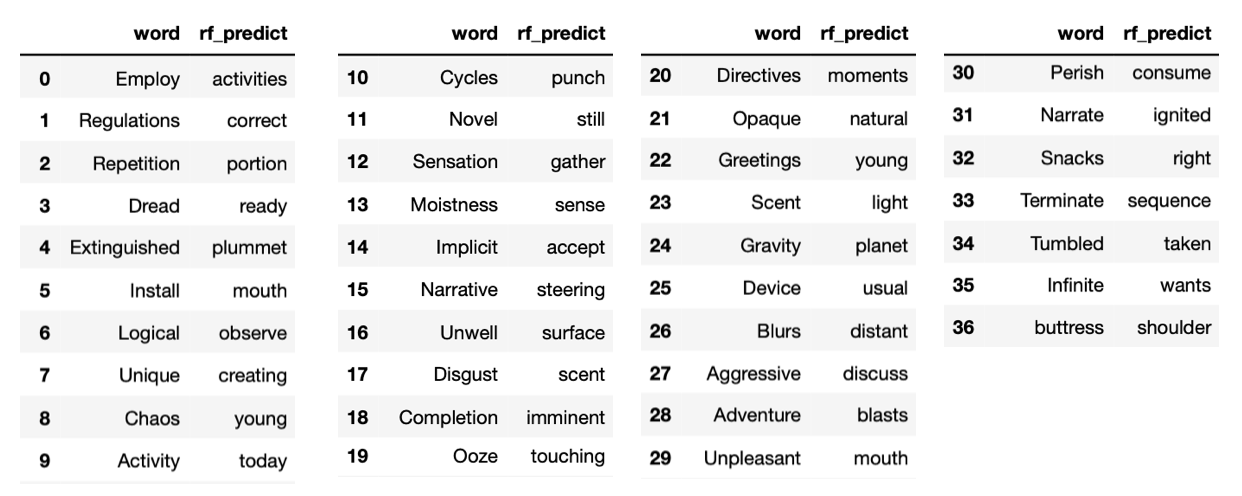 word rf_predict
0 Employ activities
1 Regulations correct
2 Repetition portion
3 Dread ready
4 Extinguished plummet
5 Install mouth
6 Logical observe
7 Unique creating
8 Chaos young
9 Activity today
word rf_predict
10 Cycles punch
11 Novel still
12 Sensation gather
13 Moistness sense
14 Implicit accept
15 Narrative steering
16 Unwell surface
17 Disgust scent
18 Completion imminent
19 Ooze touching
word rf_predict
20 Directives moments
21 Opaque natural
22 Greetings young
23 Scent light
24 Gravity planet
25 Device usual
26 Blurs distant
27 Aggressive discuss
28 Adventure blasts
29 Unpleasant mouth
word rf_predict
30 Perish consume
31 Narrate ignited
32 Snacks right
33 Terminate sequence
34 Tumbled taken
35 Infinite wants
36 buttress shoulder